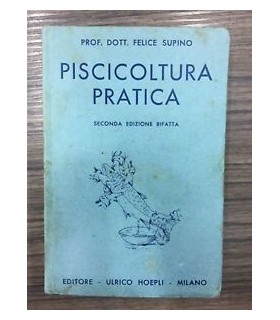 PROF. DOTT. FELICE SUPINO
PISCICOLTURA
PRATICA
SECONDA EDIZIONE RIFATTA
EDITORE - ULRICO HOEPLI - MILANO